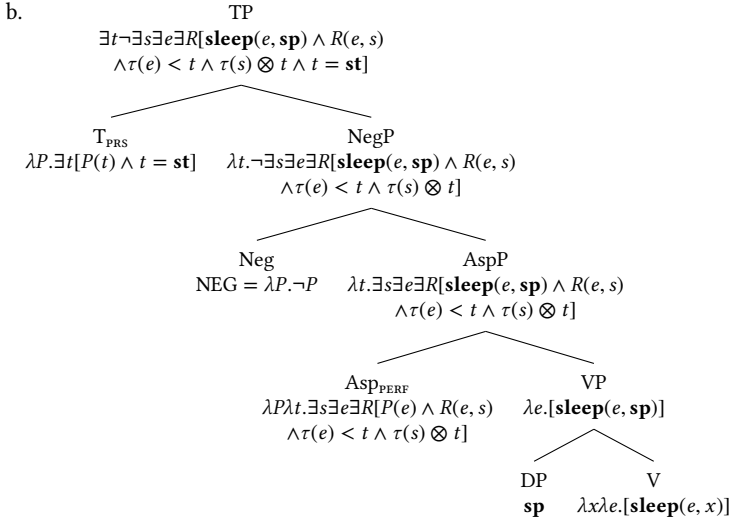 b.
TP
∃t¬∃s∃e∃R[sleep(e, sp) ∧ R(e, s)
∧τ(e) < t ∧ τ(s) ⊗ t ∧ t = st]
T_PRS NegP
λP.∃t[P(t) ∧ t = st] λt.¬∃s∃e∃R[sleep(e, sp) ∧ R(e, s)
∧τ(e) < t ∧ τ(s) ⊗ t]
Neg AspP
NEG = λP.¬P λt.∃s∃e∃R[sleep(e, sp) ∧ R(e, s)
∧τ(e) < t ∧ τ(s) ⊗ t]
Asp_PERF VP
λPλt.∃s∃e∃R[P(e) ∧ R(e, s) λe.[sleep(e, sp)]
∧τ(e) < t ∧ τ(s) ⊗ t]
DP V
sp λxλe.[sleep(e, x)]